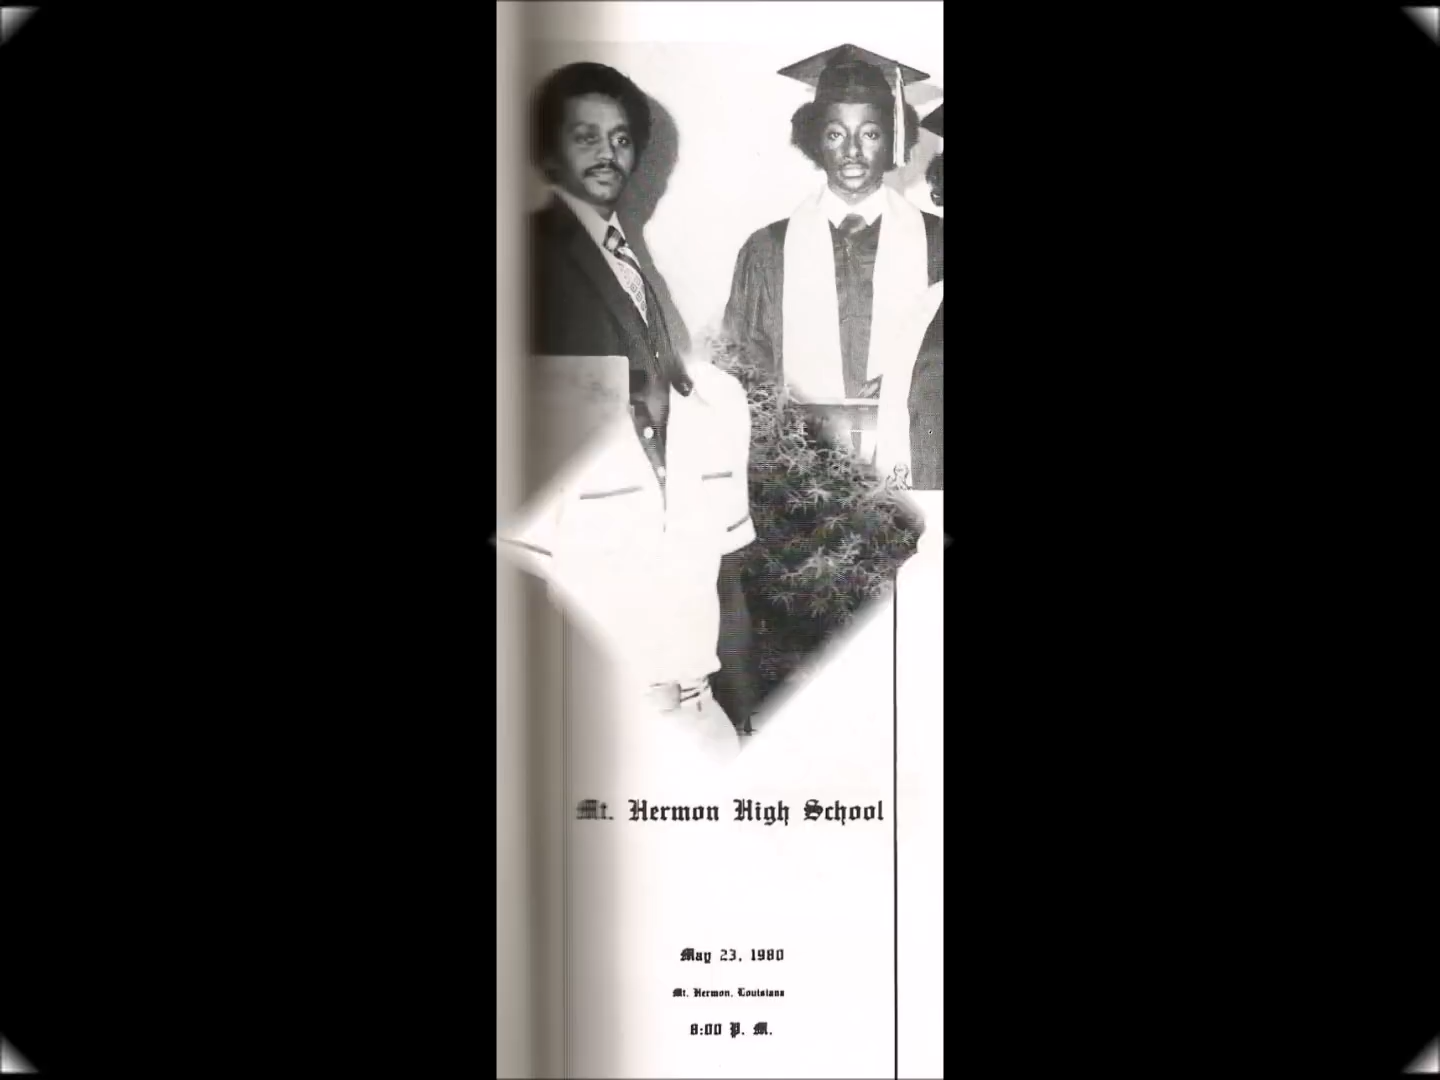 Mt. Hermon High School
May 23, 1980
Mt. Hermon, Louisiana
8:00 P. M.